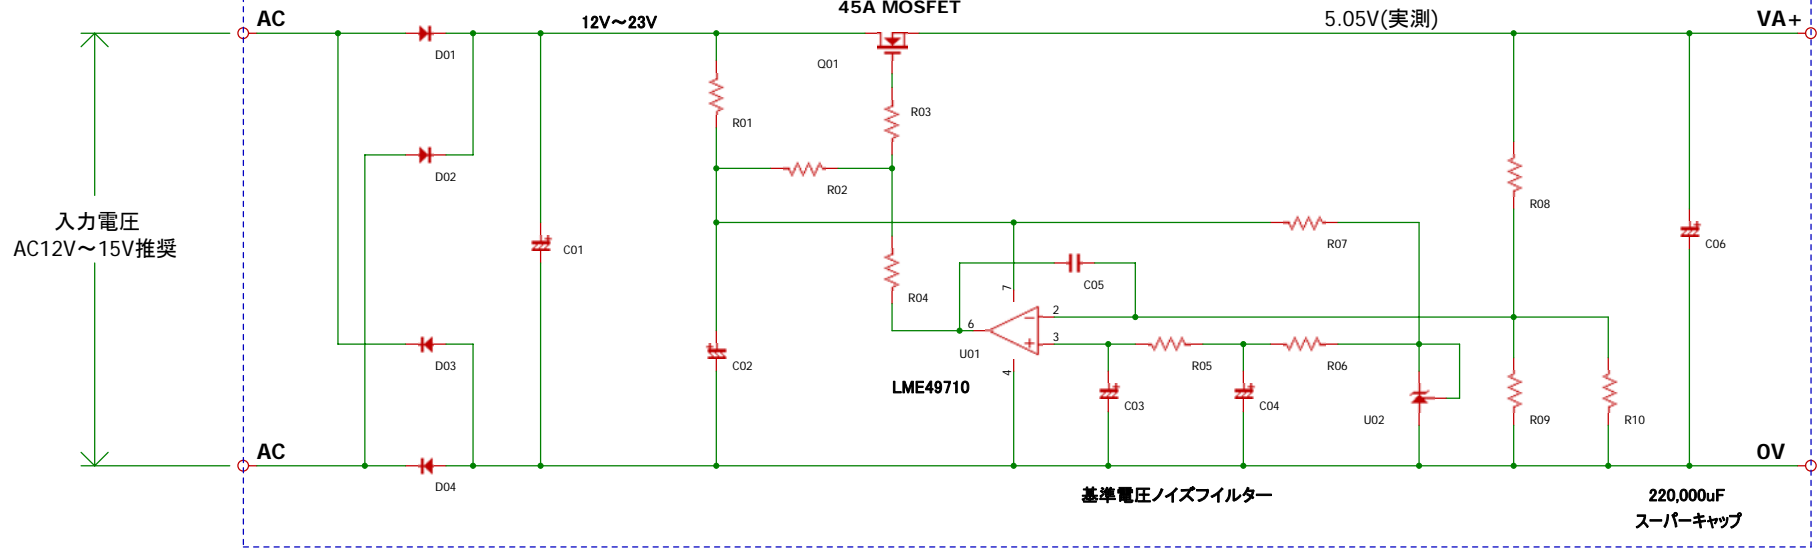 45A MOSFET
AC
12V～23V
5.05V(実測)
VA+
D01
Q01
R01
R03
D02
R02
R08
入力電圧
AC12V～15V推奨
C01
R07
C06
C05
R04
7
2
6
3
U01
4
D03
C02
LME49710
R05
R06
C03
C04
U02
R09
R10
AC
0V
D04
基準電圧ノイズフイルター
220,000uF
スーパーキャップ